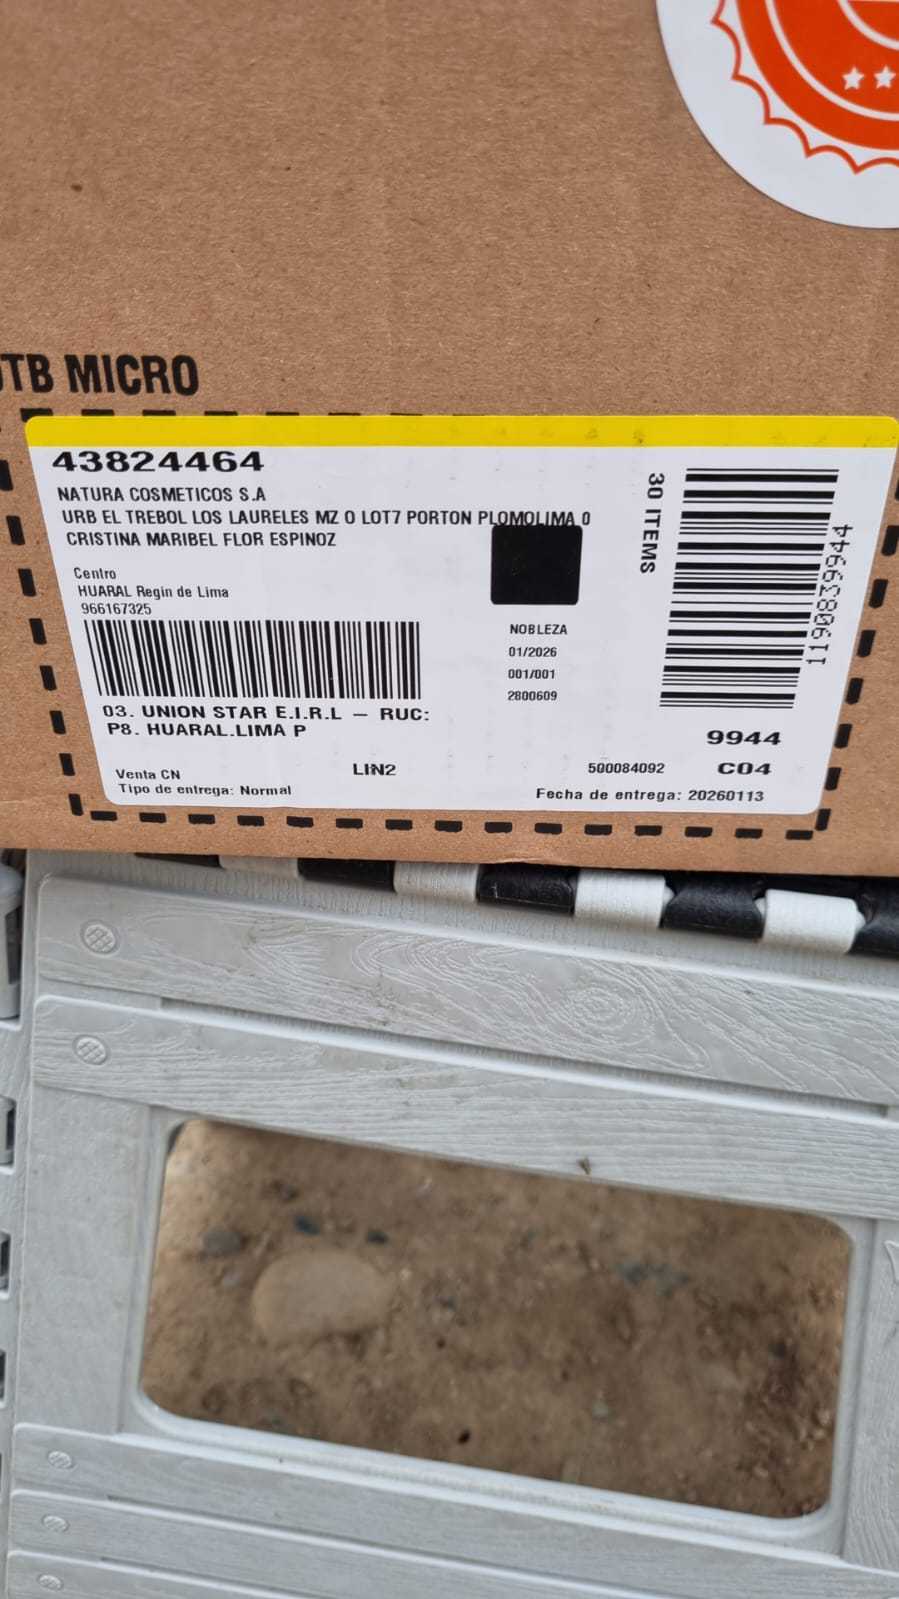 TB MICRO
43824464
NATURA COSMETICOS S.A
URB EL TREBOL LOS LAURELES MZ O LOT7 PORTON PLOMOLIMA 0
CRISTINA MARIBEL FLOR ESPINOZ
Centro
HUARAL Regin de Lima
966167325
03. UNION STAR E.I.R.L – RUC:
P8. HUARAL.LIMA P
Venta CN
LIN2
Tipo de entrega: Normal
NOBLEZA
01/2026
001/001
2800609
30 ITEMS
1160839944
9944
500084092
C04
Fecha de entrega: 20260113